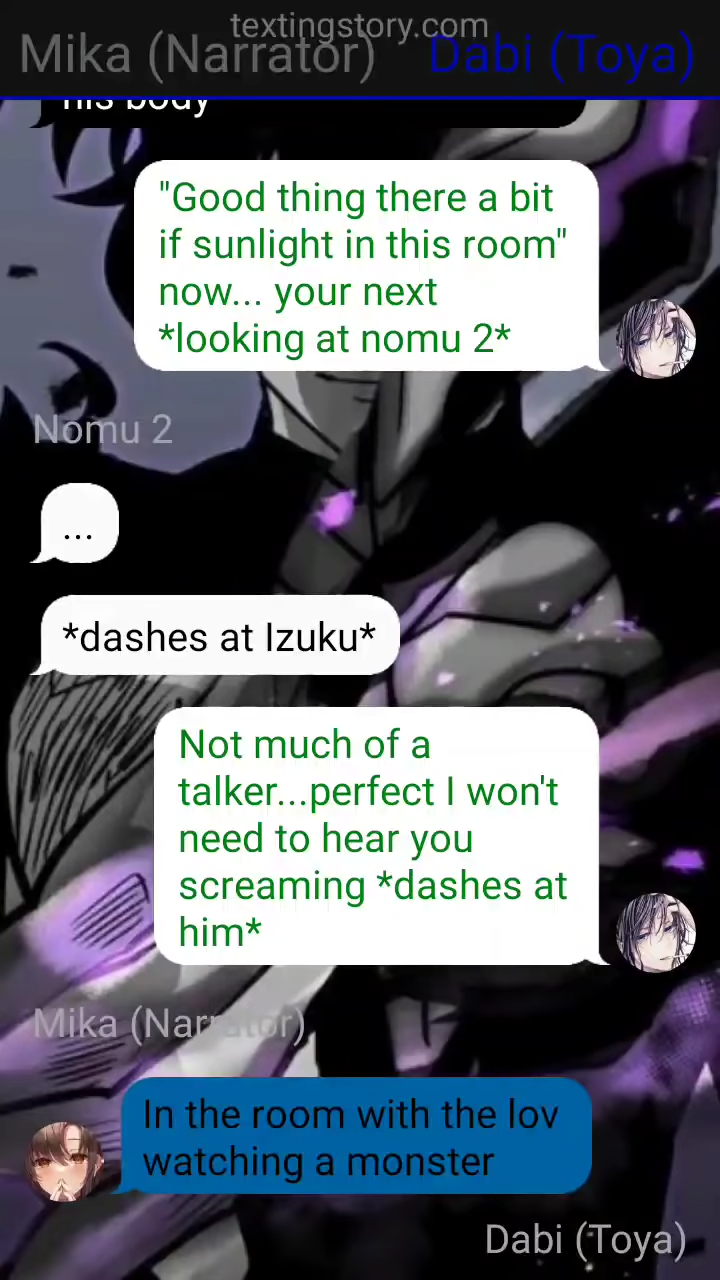 textingstory.com
Mika (Narrator) Dabi (Toya)
his body
"Good thing there a bit
if sunlight in this room"
now... your next
*looking at nomu 2*
Nomu 2
...
*dashes at Izuku*
Not much of a
talker...perfect I won't
need to hear you
screaming *dashes at
him*
Mika (Narrator)
In the room with the lov
watching a monster
Dabi (Toya)